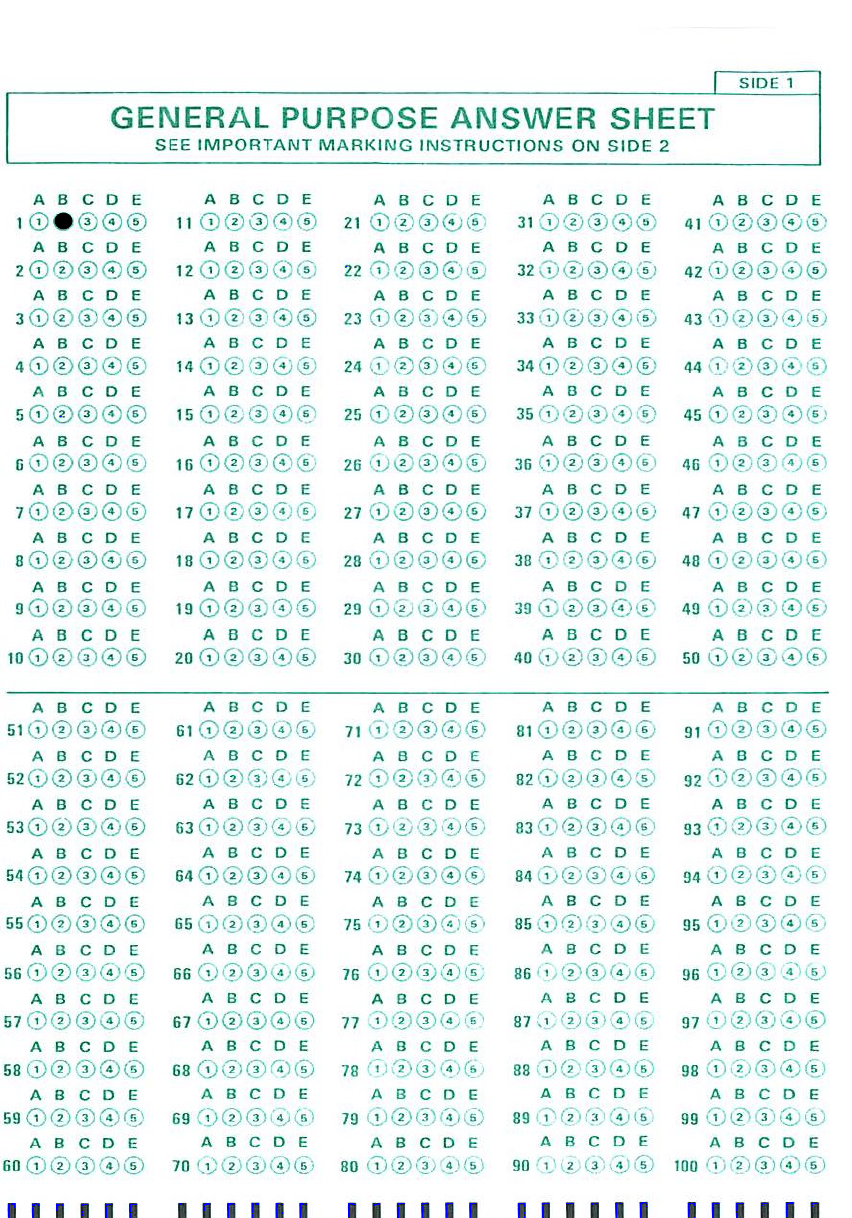 SIDE 1
GENERAL PURPOSE ANSWER SHEET
SEE IMPORTANT MARKING INSTRUCTIONS ON SIDE 2
A B C D E A B C D E A B C D E A B C D E A B C D E
1 1 3 4 5 11 1 2 3 4 5 21 1 2 3 4 5 31 1 2 3 4 5 41 1 2 3 4 5
A B C D E A B C D E A B C D E A B C D E A B C D E
2 1 2 3 4 5 12 1 2 3 4 5 22 1 2 3 4 5 32 1 2 3 4 5 42 1 2 3 4 5
A B C D E A B C D E A B C D E A B C D E A B C D E
3 1 2 3 4 5 13 1 2 3 4 5 23 1 2 3 4 5 33 1 2 3 4 5 43 1 2 3 4 5
A B C D E A B C D E A B C D E A B C D E A B C D E
4 1 2 3 4 5 14 1 2 3 4 5 24 1 2 3 4 5 34 1 2 3 4 5 44 1 2 3 4 5
A B C D E A B C D E A B C D E A B C D E A B C D E
5 1 2 3 4 5 15 1 2 3 4 5 25 1 2 3 4 5 35 1 2 3 4 5 45 1 2 3 4 5
A B C D E A B C D E A B C D E A B C D E A B C D E
6 1 2 3 4 5 16 1 2 3 4 5 26 1 2 3 4 5 36 1 2 3 4 5 46 1 2 3 4 5
A B C D E A B C D E A B C D E A B C D E A B C D E
7 1 2 3 4 5 17 1 2 3 4 5 27 1 2 3 4 5 37 1 2 3 4 5 47 1 2 3 4 5
A B C D E A B C D E A B C D E A B C D E A B C D E
8 1 2 3 4 5 18 1 2 3 4 5 28 1 2 3 4 5 38 1 2 3 4 5 48 1 2 3 4 5
A B C D E A B C D E A B C D E A B C D E A B C D E
9 1 2 3 4 5 19 1 2 3 4 5 29 1 2 3 4 5 39 1 2 3 4 5 49 1 2 3 4 5
A B C D E A B C D E A B C D E A B C D E A B C D E
10 1 2 3 4 5 20 1 2 3 4 5 30 1 2 3 4 5 40 1 2 3 4 5 50 1 2 3 4 5
A B C D E A B C D E A B C D E A B C D E A B C D E
51 1 2 3 4 5 61 1 2 3 4 5 71 1 2 3 4 5 81 1 2 3 4 5 91 1 2 3 4 5
A B C D E A B C D E A B C D E A B C D E A B C D E
52 1 2 3 4 5 62 1 2 3 4 5 72 1 2 3 4 5 82 1 2 3 4 5 92 1 2 3 4 5
A B C D E A B C D E A B C D E A B C D E A B C D E
53 1 2 3 4 5 63 1 2 3 4 5 73 1 2 3 4 5 83 1 2 3 4 5 93 1 2 3 4 5
A B C D E A B C D E A B C D E A B C D E A B C D E
54 1 2 3 4 5 64 1 2 3 4 5 74 1 2 3 4 5 84 1 2 3 4 5 94 1 2 3 4 5
A B C D E A B C D E A B C D E A B C D E A B C D E
55 1 2 3 4 5 65 1 2 3 4 5 75 1 2 3 4 5 85 1 2 3 4 5 95 1 2 3 4 5
A B C D E A B C D E A B C D E A B C D E A B C D E
56 1 2 3 4 5 66 1 2 3 4 5 76 1 2 3 4 5 86 1 2 3 4 5 96 1 2 3 4 5
A B C D E A B C D E A B C D E A B C D E A B C D E
57 1 2 3 4 5 67 1 2 3 4 5 77 1 2 3 4 5 87 1 2 3 4 5 97 1 2 3 4 5
A B C D E A B C D E A B C D E A B C D E A B C D E
58 1 2 3 4 5 68 1 2 3 4 5 78 1 2 3 4 5 88 1 2 3 4 5 98 1 2 3 4 5
A B C D E A B C D E A B C D E A B C D E A B C D E
59 1 2 3 4 5 69 1 2 3 4 5 79 1 2 3 4 5 89 1 2 3 4 5 99 1 2 3 4 5
A B C D E A B C D E A B C D E A B C D E A B C D E
60 1 2 3 4 5 70 1 2 3 4 5 80 1 2 3 4 5 90 1 2 3 4 5 100 1 2 3 4 5